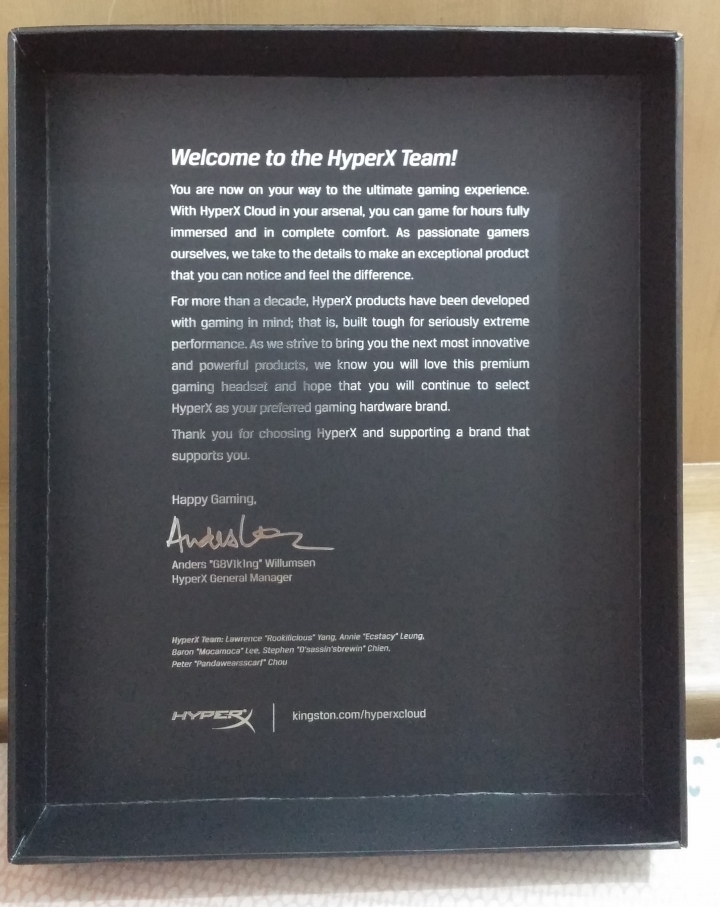 Welcome to the HyperX Team!
You are now on your way to the ultimate gaming experience.
With HyperX Cloud in your arsenal, you can game for hours fully
immersed and in complete comfort. As passionate gamers
ourselves, we take to the details to make an exceptional product
that you can notice and feel the difference.
For more than a decade, HyperX products have been developed
with gaming in mind; that is, built tough for seriously extreme
performance. As we strive to bring you the next most innovative
and powerful products, we know you will love this premium
gaming headset and hope that you will continue to select
HyperX as your preferred gaming hardware brand.
Thank you for choosing HyperX and supporting a brand that
supports you.
Happy Gaming,
Anders "G8V1k1ng" Willumsen
HyperX General Manager
HyperX Team: Lawrence "Rookilicious" Yang, Annie "Ecstacy" Leung,
Baron "Mocamoca" Lee, Stephen "D'sassin'sbrewin" Chien,
Peter "Pandawearsscarf" Chou
HYPERX | kingston.com/hyperxcloud